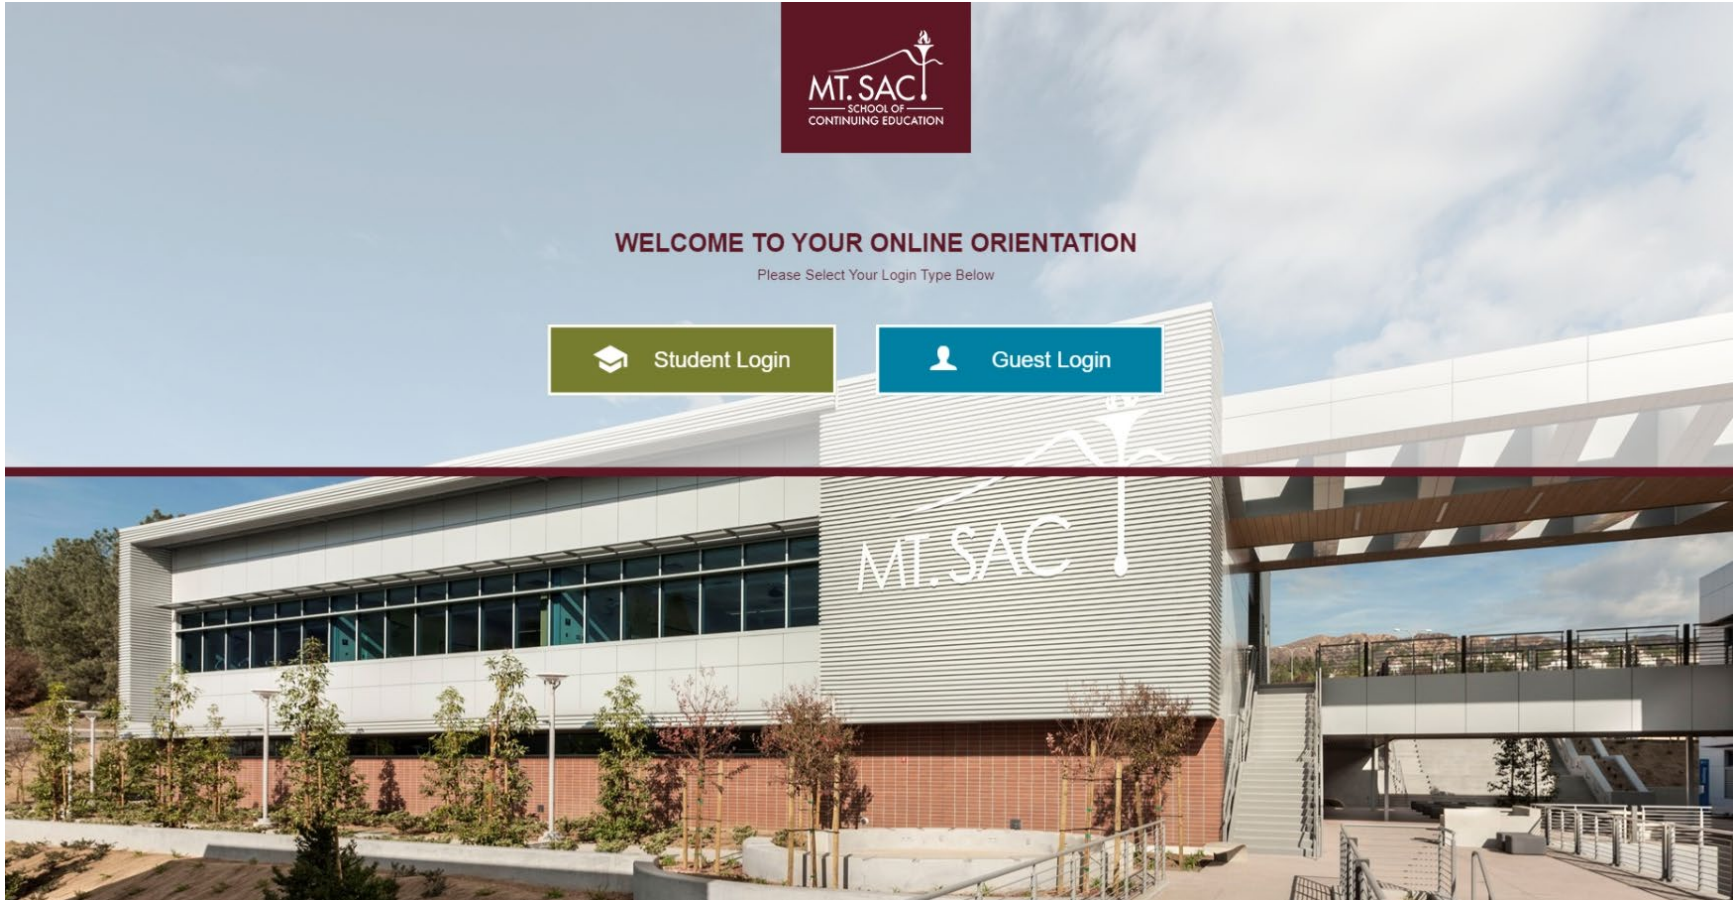 MT. SAC
SCHOOL OF
CONTINUING EDUCATION
WELCOME TO YOUR ONLINE ORIENTATION
Please Select Your Login Type Below
Student Login
Guest Login
MT. SAC